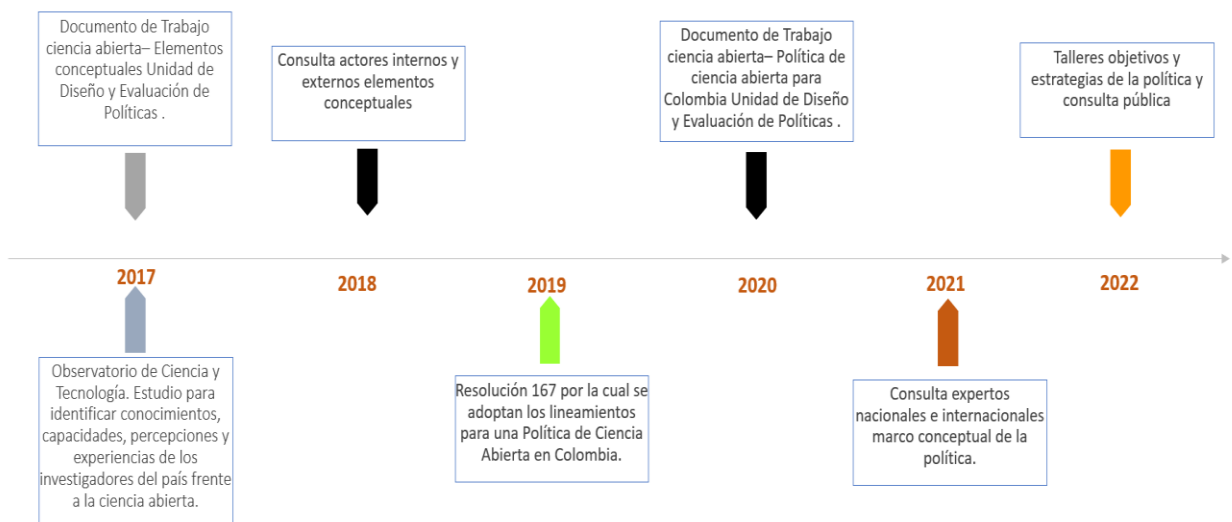 Documento de Trabajo
ciencia abierta– Elementos
conceptuales Unidad de
Diseño y Evaluación de
Políticas .
Consulta actores internos y
externos elementos
conceptuales
Documento de Trabajo
ciencia abierta– Política de
ciencia abierta para
Colombia Unidad de Diseño
y Evaluación de Políticas .
Talleres objetivos y
estrategias de la política y
consulta pública
2017
2018
2019
2020
2021
2022
Observatorio de Ciencia y
Tecnología. Estudio para
identificar conocimientos,
capacidades, percepciones y
experiencias de los
investigadores del país frente
a la ciencia abierta.
Resolución 167 por la cual se
adoptan los lineamientos
para una Política de Ciencia
Abierta en Colombia.
Consulta expertos
nacionales e internacionales
marco conceptual de la
política.